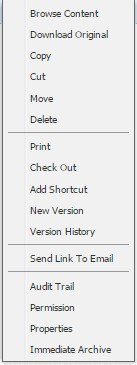 Browse Content
Download Original
Copy
Cut
Move
Delete
Print
Check Out
Add Shortcut
New Version
Version History
Send Link To Email
Audit Trail
Permission
Properties
Immediate Archive